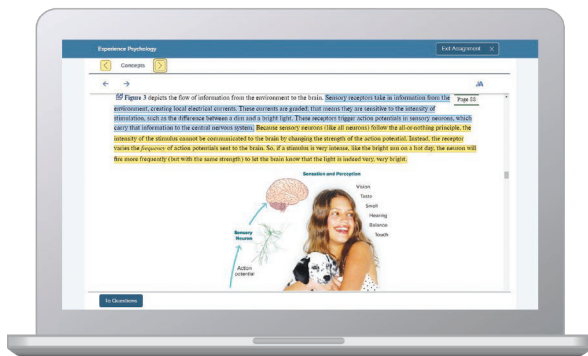 Experience Psychology
Exit Assignment X
Concepts
Figure 3 depicts the flow of information from the environment to the brain. Sensory receptors take in information from the
environment, creating local electrical currents. These currents are graded; that means they are sensitive to the intensity of
stimulation, such as the difference between a dim and a bright light. These receptors trigger action potentials in sensory neurons, which
carry that information to the central nervous system. Because sensory neurons (like all neurons) follow the all-or-nothing principle, the
intensity of the stimulus cannot be communicated to the brain by changing the strength of the action potential. Instead, the receptor
varies the frequency of action potentials sent to the brain. So, if a stimulus is very intense, like the bright sun on a hot day, the neuron will
fire more frequently (but with the same strength) to let the brain know that the light is indeed very, very bright.
Sensation and Perception
Vision
Taste
Smell
Hearing
Balance
Touch
Sensory
Neuron
Action
potential
To Questions